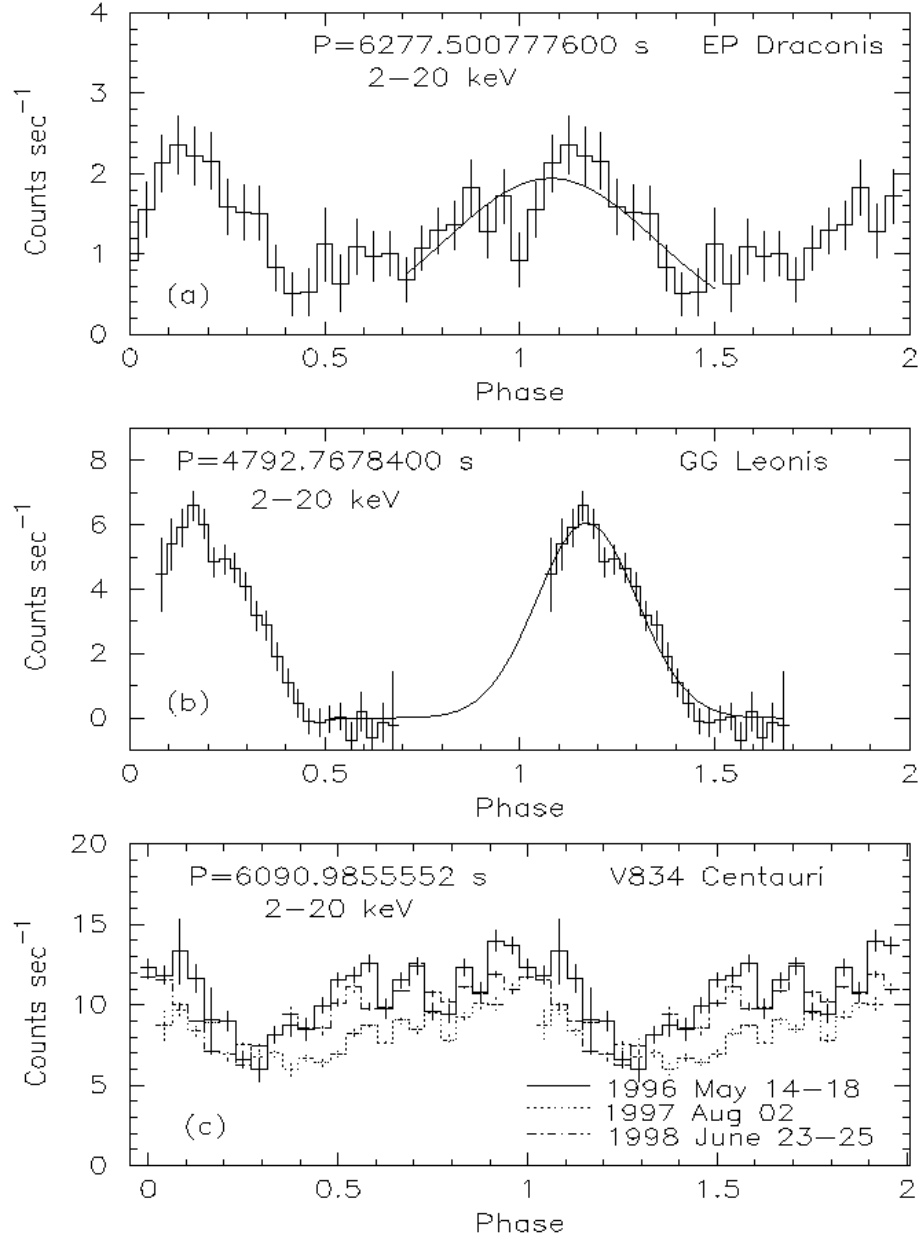 P=6277.500777600 s EP Draconis
2−20 keV
4
3
2
1
0
Counts sec⁻¹
(a)
0 0.5 1 1.5 2
Phase
P=4792.7678400 s GG Leonis
2−20 keV
8
6
4
2
0
Counts sec⁻¹
(b)
0 0.5 1 1.5 2
Phase
P=6090.9855552 s V834 Centauri
2−20 keV
20
15
10
5
0
Counts sec⁻¹
(c)
1996 May 14−18
1997 Aug 02
1998 June 23−25
0 0.5 1 1.5 2
Phase